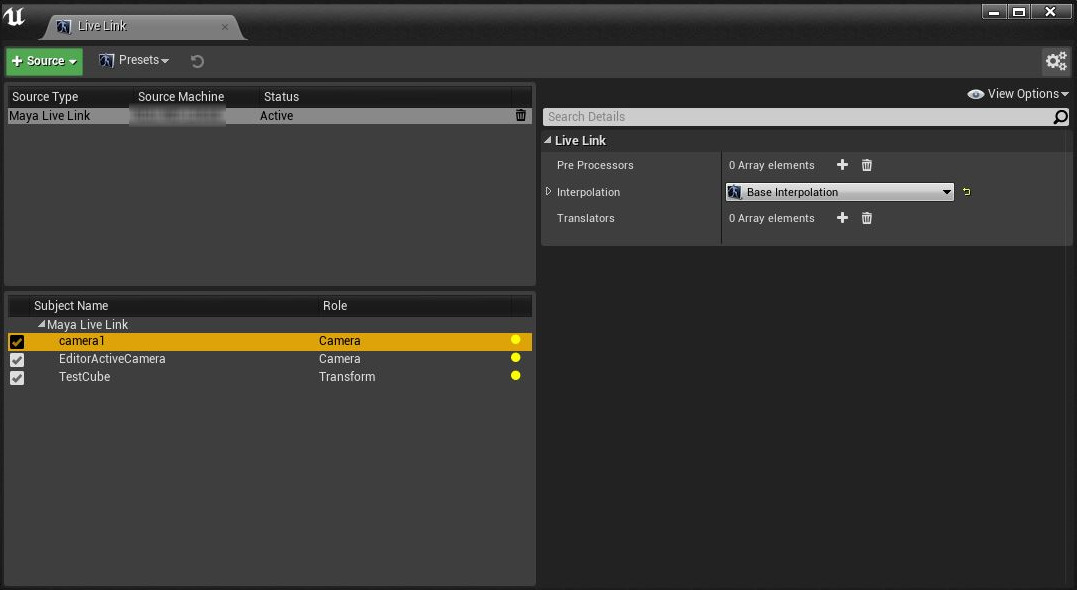 Live Link
Source
Presets
Source Type Source Machine Status
Maya Live Link Active
View Options
Search Details
Live Link
Pre Processors 0 Array elements
Interpolation Base Interpolation
Translators 0 Array elements
Subject Name Role
Maya Live Link
camera1 Camera
EditorActiveCamera Camera
TestCube Transform